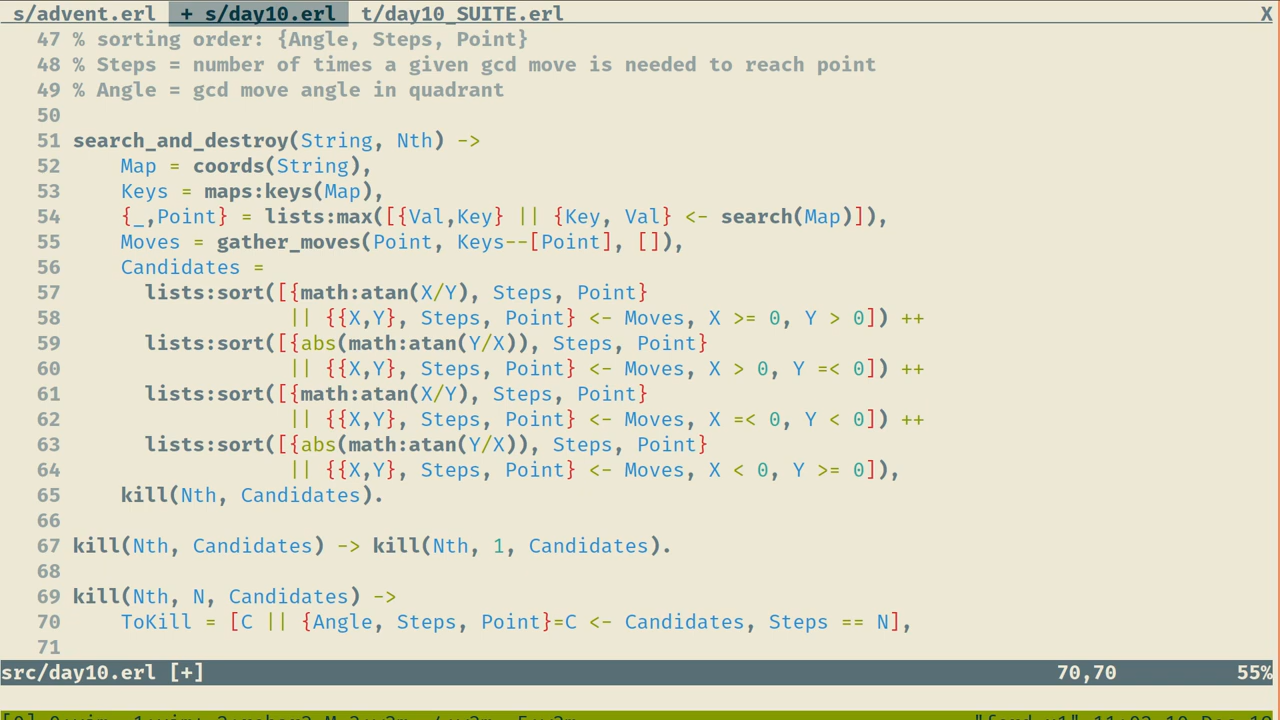 s/advent.erl + s/day10.erl t/day10_SUITE.erl X
47 % sorting order: {Angle, Steps, Point}
48 % Steps = number of times a given gcd move is needed to reach point
49 % Angle = gcd move angle in quadrant
50
51 search_and_destroy(String, Nth) ->
52     Map = coords(String),
53     Keys = maps:keys(Map),
54     {_,Point} = lists:max([{Val,Key} || {Key, Val} <- search(Map)]),
55     Moves = gather_moves(Point, Keys--[Point], []),
56     Candidates =
57       lists:sort([{math:atan(X/Y), Steps, Point}
58                   || {{X,Y}, Steps, Point} <- Moves, X >= 0, Y > 0]) ++
59       lists:sort([{abs(math:atan(Y/X)), Steps, Point}
60                   || {{X,Y}, Steps, Point} <- Moves, X > 0, Y =< 0]) ++
61       lists:sort([{math:atan(X/Y), Steps, Point}
62                   || {{X,Y}, Steps, Point} <- Moves, X =< 0, Y < 0]) ++
63       lists:sort([{abs(math:atan(Y/X)), Steps, Point}
64                   || {{X,Y}, Steps, Point} <- Moves, X < 0, Y >= 0]),
65     kill(Nth, Candidates).
66
67 kill(Nth, Candidates) -> kill(Nth, 1, Candidates).
68
69 kill(Nth, N, Candidates) ->
70     ToKill = [C || {Angle, Steps, Point}=C <- Candidates, Steps == N],
71
src/day10.erl [+] 70,70 55%